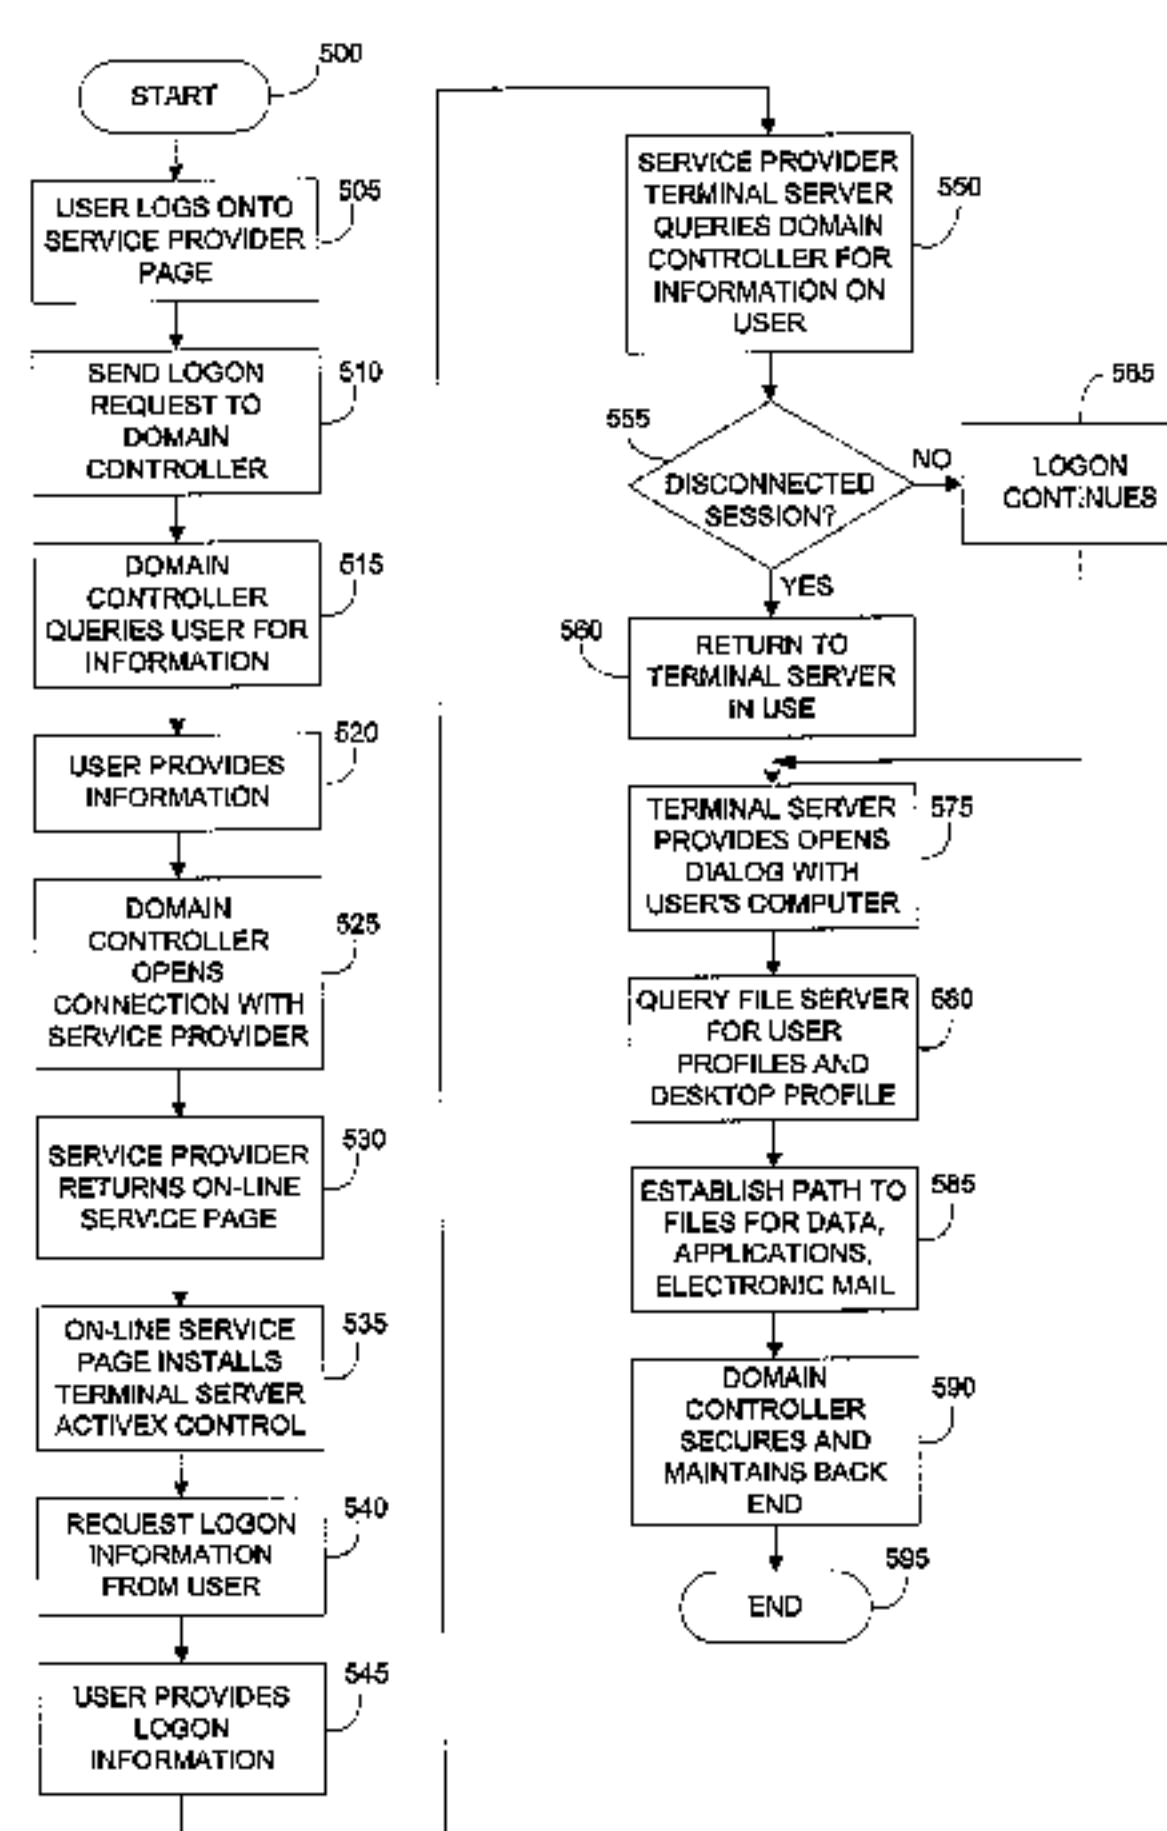 500
START
505
USER LOGS ONTO
SERVICE PROVIDER
PAGE
510
SEND LOGON
REQUEST TO
DOMAIN
CONTROLLER
515
DOMAIN
CONTROLLER
QUERIES USER FOR
INFORMATION
520
USER PROVIDES
INFORMATION
525
DOMAIN
CONTROLLER
OPENS
CONNECTION WITH
SERVICE PROVIDER
530
SERVICE PROVIDER
RETURNS ON-LINE
SERVICE PAGE
535
ON-LINE SERVICE
PAGE INSTALLS
TERMINAL SERVER
ACTIVEX CONTROL
540
REQUEST LOGON
INFORMATION
FROM USER
545
USER PROVIDES
LOGON
INFORMATION
550
SERVICE PROVIDER
TERMINAL SERVER
QUERIES DOMAIN
CONTROLLER FOR
INFORMATION ON
USER
555
DISCONNECTED
SESSION?
NO
565
LOGON
CONTINUES
YES
560
RETURN TO
TERMINAL SERVER
IN USE
575
TERMINAL SERVER
PROVIDES OPENS
DIALOG WITH
USER'S COMPUTER
580
QUERY FILE SERVER
FOR USER
PROFILES AND
DESKTOP PROFILE
585
ESTABLISH PATH TO
FILES FOR DATA,
APPLICATIONS,
ELECTRONIC MAIL
590
DOMAIN
CONTROLLER
SECURES AND
MAINTAINS BACK
END
595
END